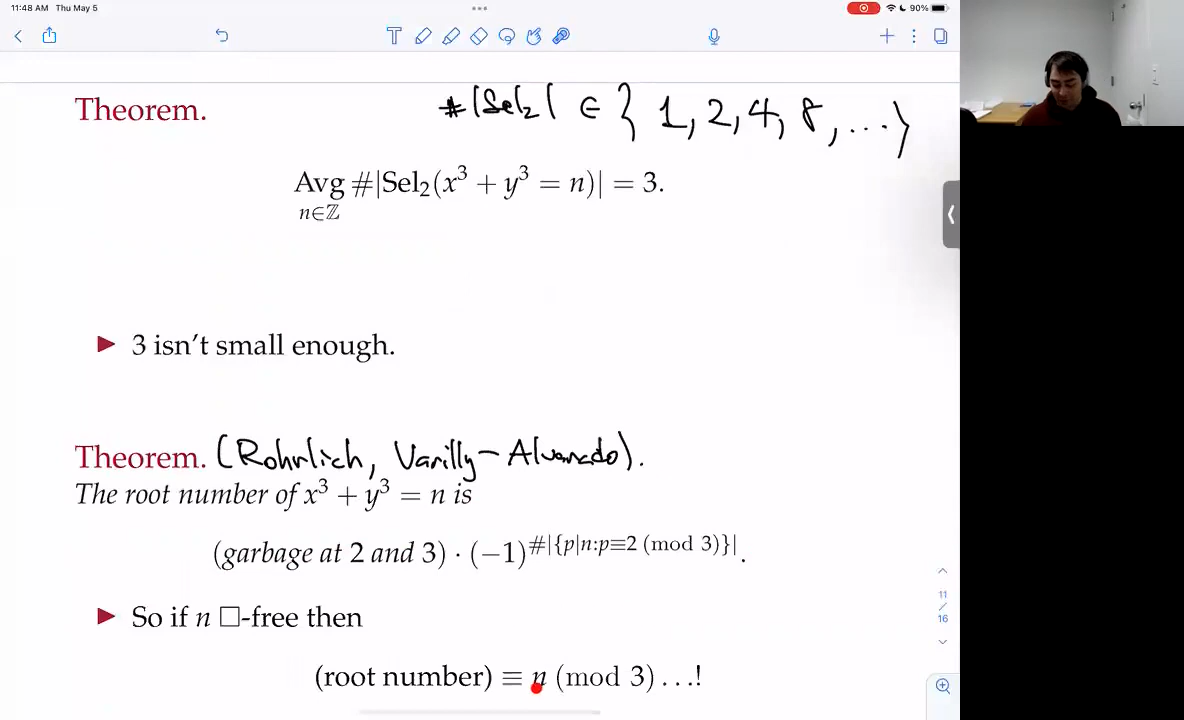 11:48 AM Thu May 5
90%
Theorem. #|Sel₂| ∈ { 1, 2, 4, 8, ...}
Avg #|Sel₂(x³ + y³ = n)| = 3.
n∈ℤ
▶ 3 isn't small enough.
Theorem. (Rohrlich, Varilly-Alvarado).
The root number of x³ + y³ = n is
(garbage at 2 and 3) · (−1)^#|{p|n:p≡2 (mod 3)}|.
▶ So if n □-free then
11
/
16
(root number) ≡ n (mod 3) ...!